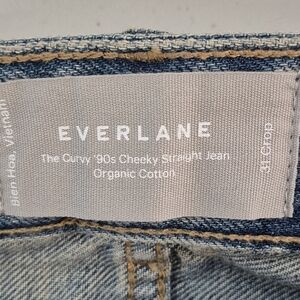 Bien Hoa, Vietnam
EVERLANE
The Curvy '90s Cheeky Straight Jean
Organic Cotton
31 Crop